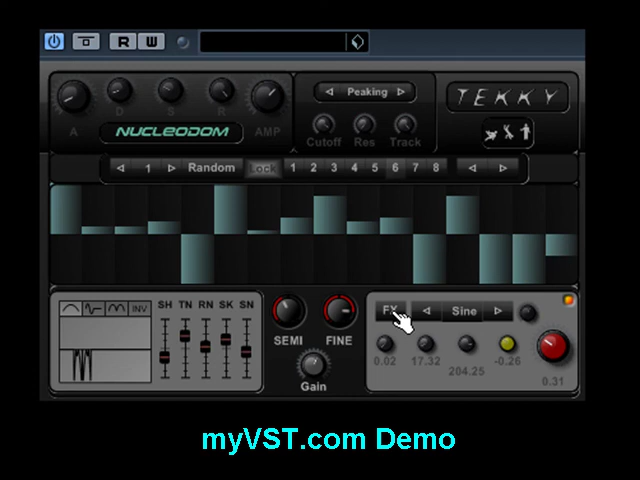 R W
Peaking
TEKKY
A D S R AMP
NUCLEODOM
Cutoff Res Track
1 Random Lock 1 2 3 4 5 6 7 8
INV SH TN RN SK SN
SEMI FINE
Gain
FX Sine
0.02 17.32 204.25 -0.26 0.31
myVST.com Demo